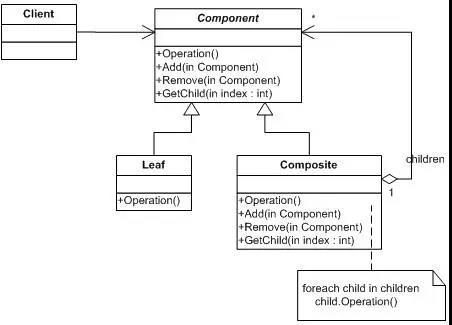 Client
Component
*
+Operation()
+Add(in Component)
+Remove(in Component)
+GetChild(in index : int)
children
Leaf
Composite
1
+Operation()
+Operation()
+Add(in Component)
+Remove(in Component)
+GetChild(in index : int)
foreach child in children
child.Operation()